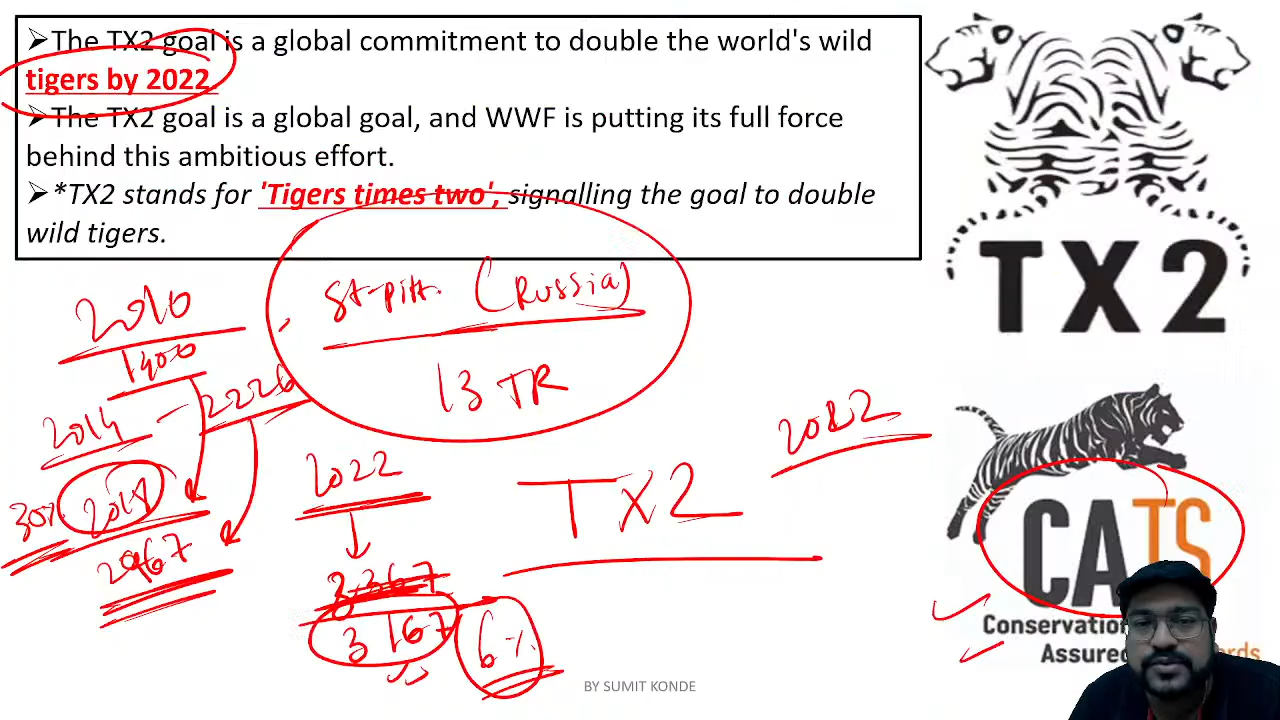 ➢The TX2 goal is a global commitment to double the world's wild
tigers by 2022.
➢The TX2 goal is a global goal, and WWF is putting its full force
behind this ambitious effort.
➢*TX2 stands for 'Tigers times two', signalling the goal to double
wild tigers.
TX2
2010
1400
2014 - 2226
30% 2018
2967
St-pitt. (Russia)
13 TR
2022
3167
6%
TX2
2022
CATS
Conservation
Assured
BY SUMIT KONDE